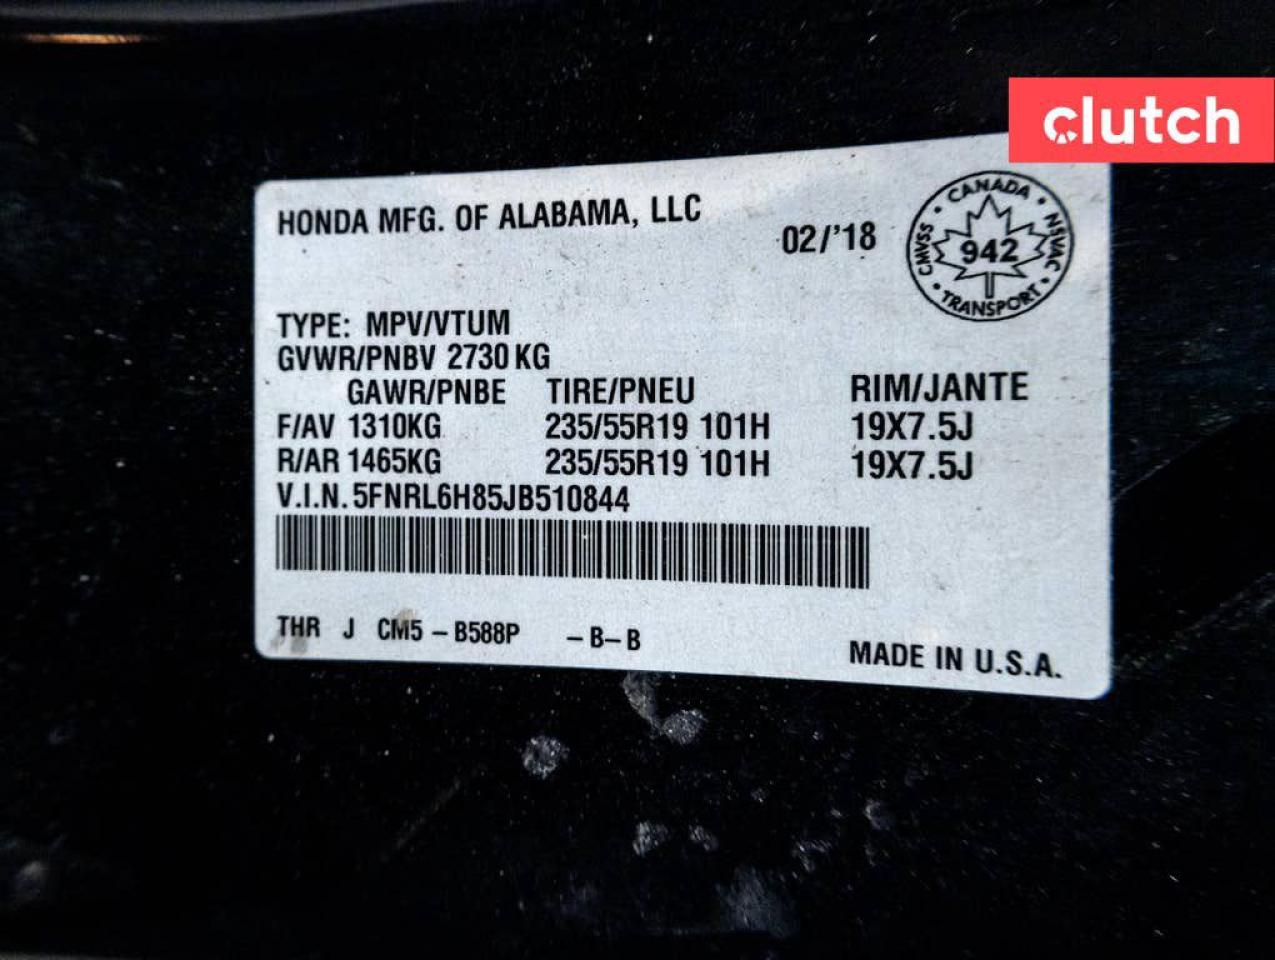 clutch
HONDA MFG. OF ALABAMA, LLC
02/'18
CANADA
CMVSS
NSVAC
942
TRANSPORT
TYPE: MPV/VTUM
GVWR/PNBV 2730 KG
GAWR/PNBE TIRE/PNEU RIM/JANTE
F/AV 1310KG 235/55R19 101H 19X7.5J
R/AR 1465KG 235/55R19 101H 19X7.5J
V.I.N. 5FNRL6H85JB510844
THR J CM5 – B588P – B – B
MADE IN U.S.A.